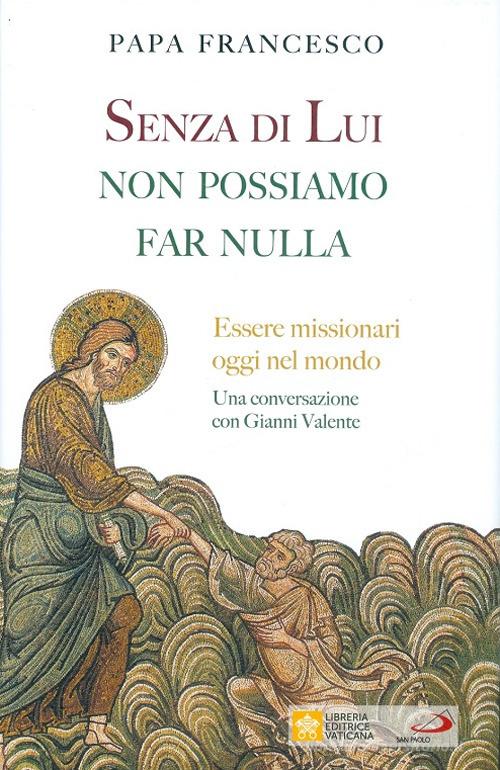 PAPA FRANCESCO
SENZA DI LUI
NON POSSIAMO
FAR NULLA
Essere missionari
oggi nel mondo
Una conversazione
con Gianni Valente
LIBRERIA
EDITRICE
VATICANA
SAN PAOLO